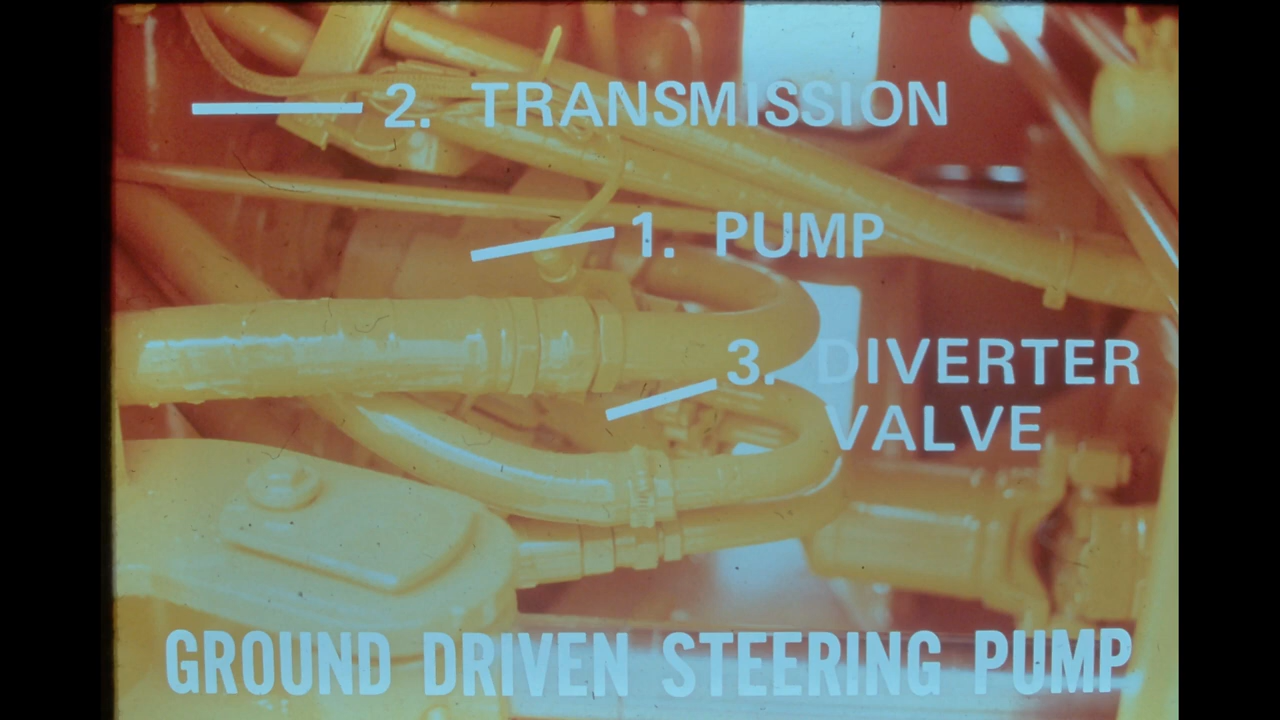 2. TRANSMISSION
1. PUMP
3. DIVERTER
VALVE
GROUND DRIVEN STEERING PUMP